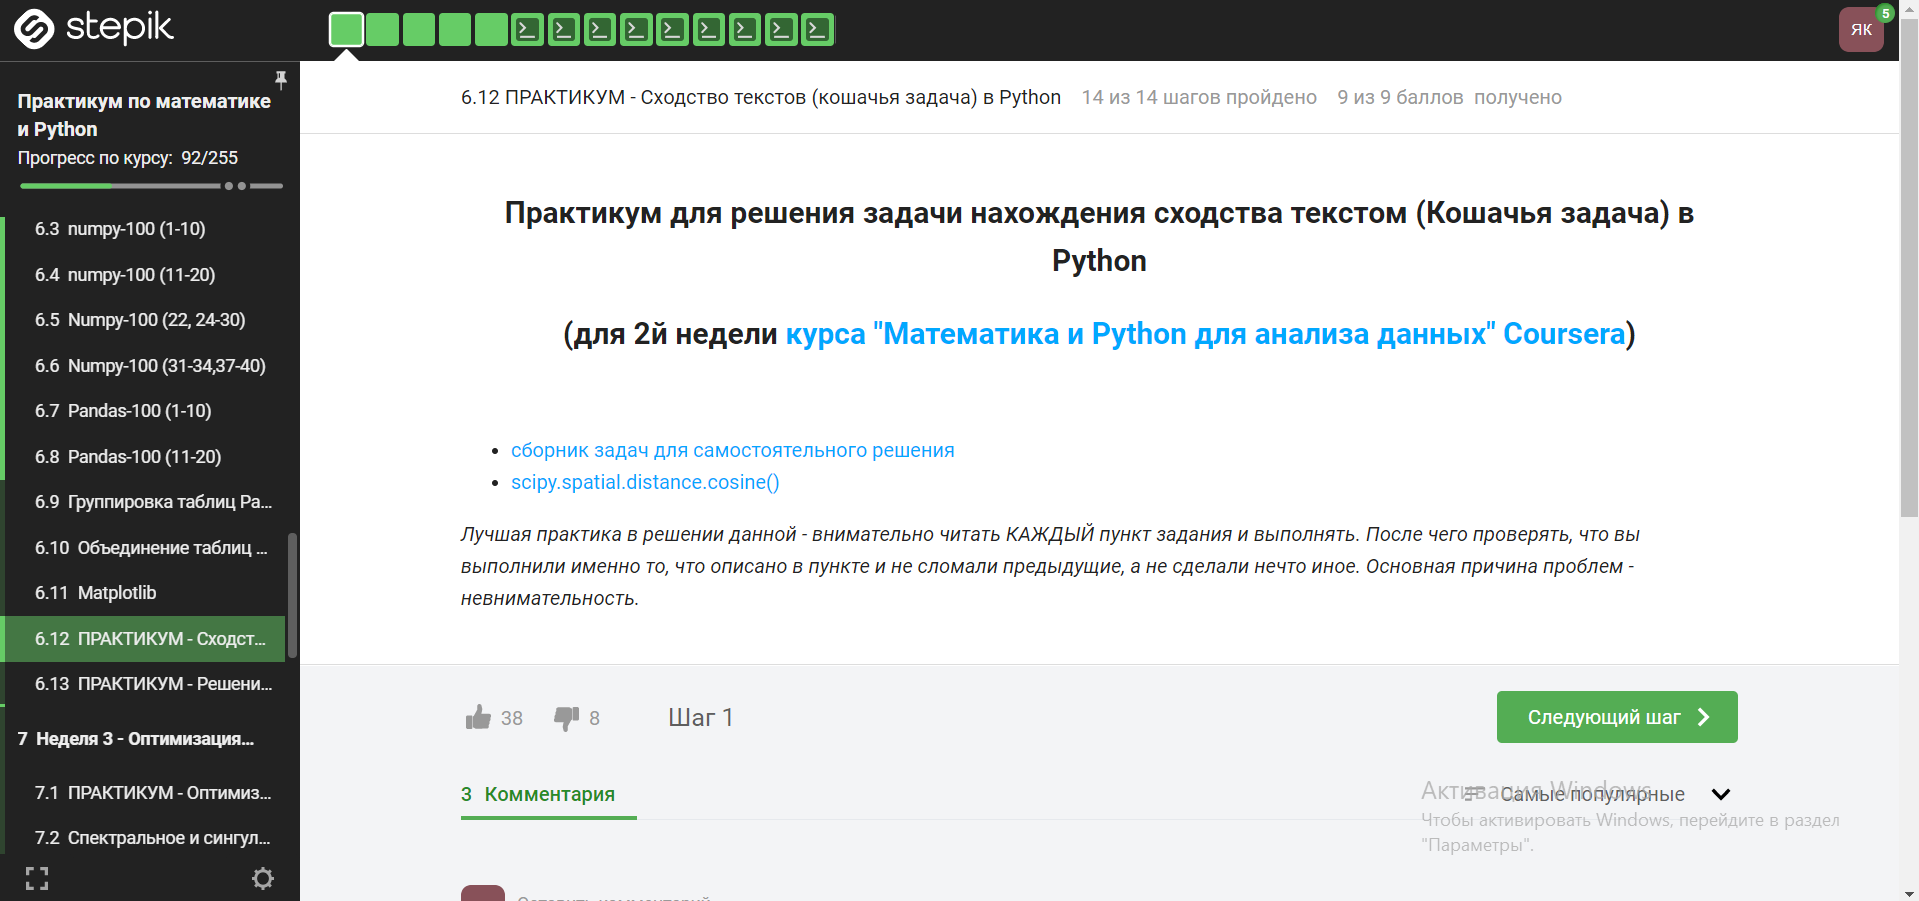 stepik
5
ЯК
Практикум по математике
и Python
Прогресс по курсу: 92/255
6.3 numpy-100 (1-10)
6.4 numpy-100 (11-20)
6.5 Numpy-100 (22, 24-30)
6.6 Numpy-100 (31-34,37-40)
6.7 Pandas-100 (1-10)
6.8 Pandas-100 (11-20)
6.9 Группировка таблиц Pa...
6.10 Объединение таблиц ...
6.11 Matplotlib
6.12 ПРАКТИКУМ - Сходст...
6.13 ПРАКТИКУМ - Решени...
7 Неделя 3 - Оптимизация...
7.1 ПРАКТИКУМ - Оптимиз...
7.2 Спектральное и сингул...
6.12 ПРАКТИКУМ - Сходство текстов (кошачья задача) в Python 14 из 14 шагов пройдено 9 из 9 баллов получено
Практикум для решения задачи нахождения сходства текстом (Кошачья задача) в
Python
(для 2й недели курса "Математика и Python для анализа данных" Coursera)
• сборник задач для самостоятельного решения
• scipy.spatial.distance.cosine()
Лучшая практика в решении данной - внимательно читать КАЖДЫЙ пункт задания и выполнять. После чего проверять, что вы
выполнили именно то, что описано в пункте и не сломали предыдущие, а не сделали нечто иное. Основная причина проблем -
невнимательность.
38 8 Шаг 1 Следующий шаг
3 Комментария
Самые популярные
Активация Windows
Чтобы активировать Windows, перейдите в раздел
"Параметры".
Оставить комментарий